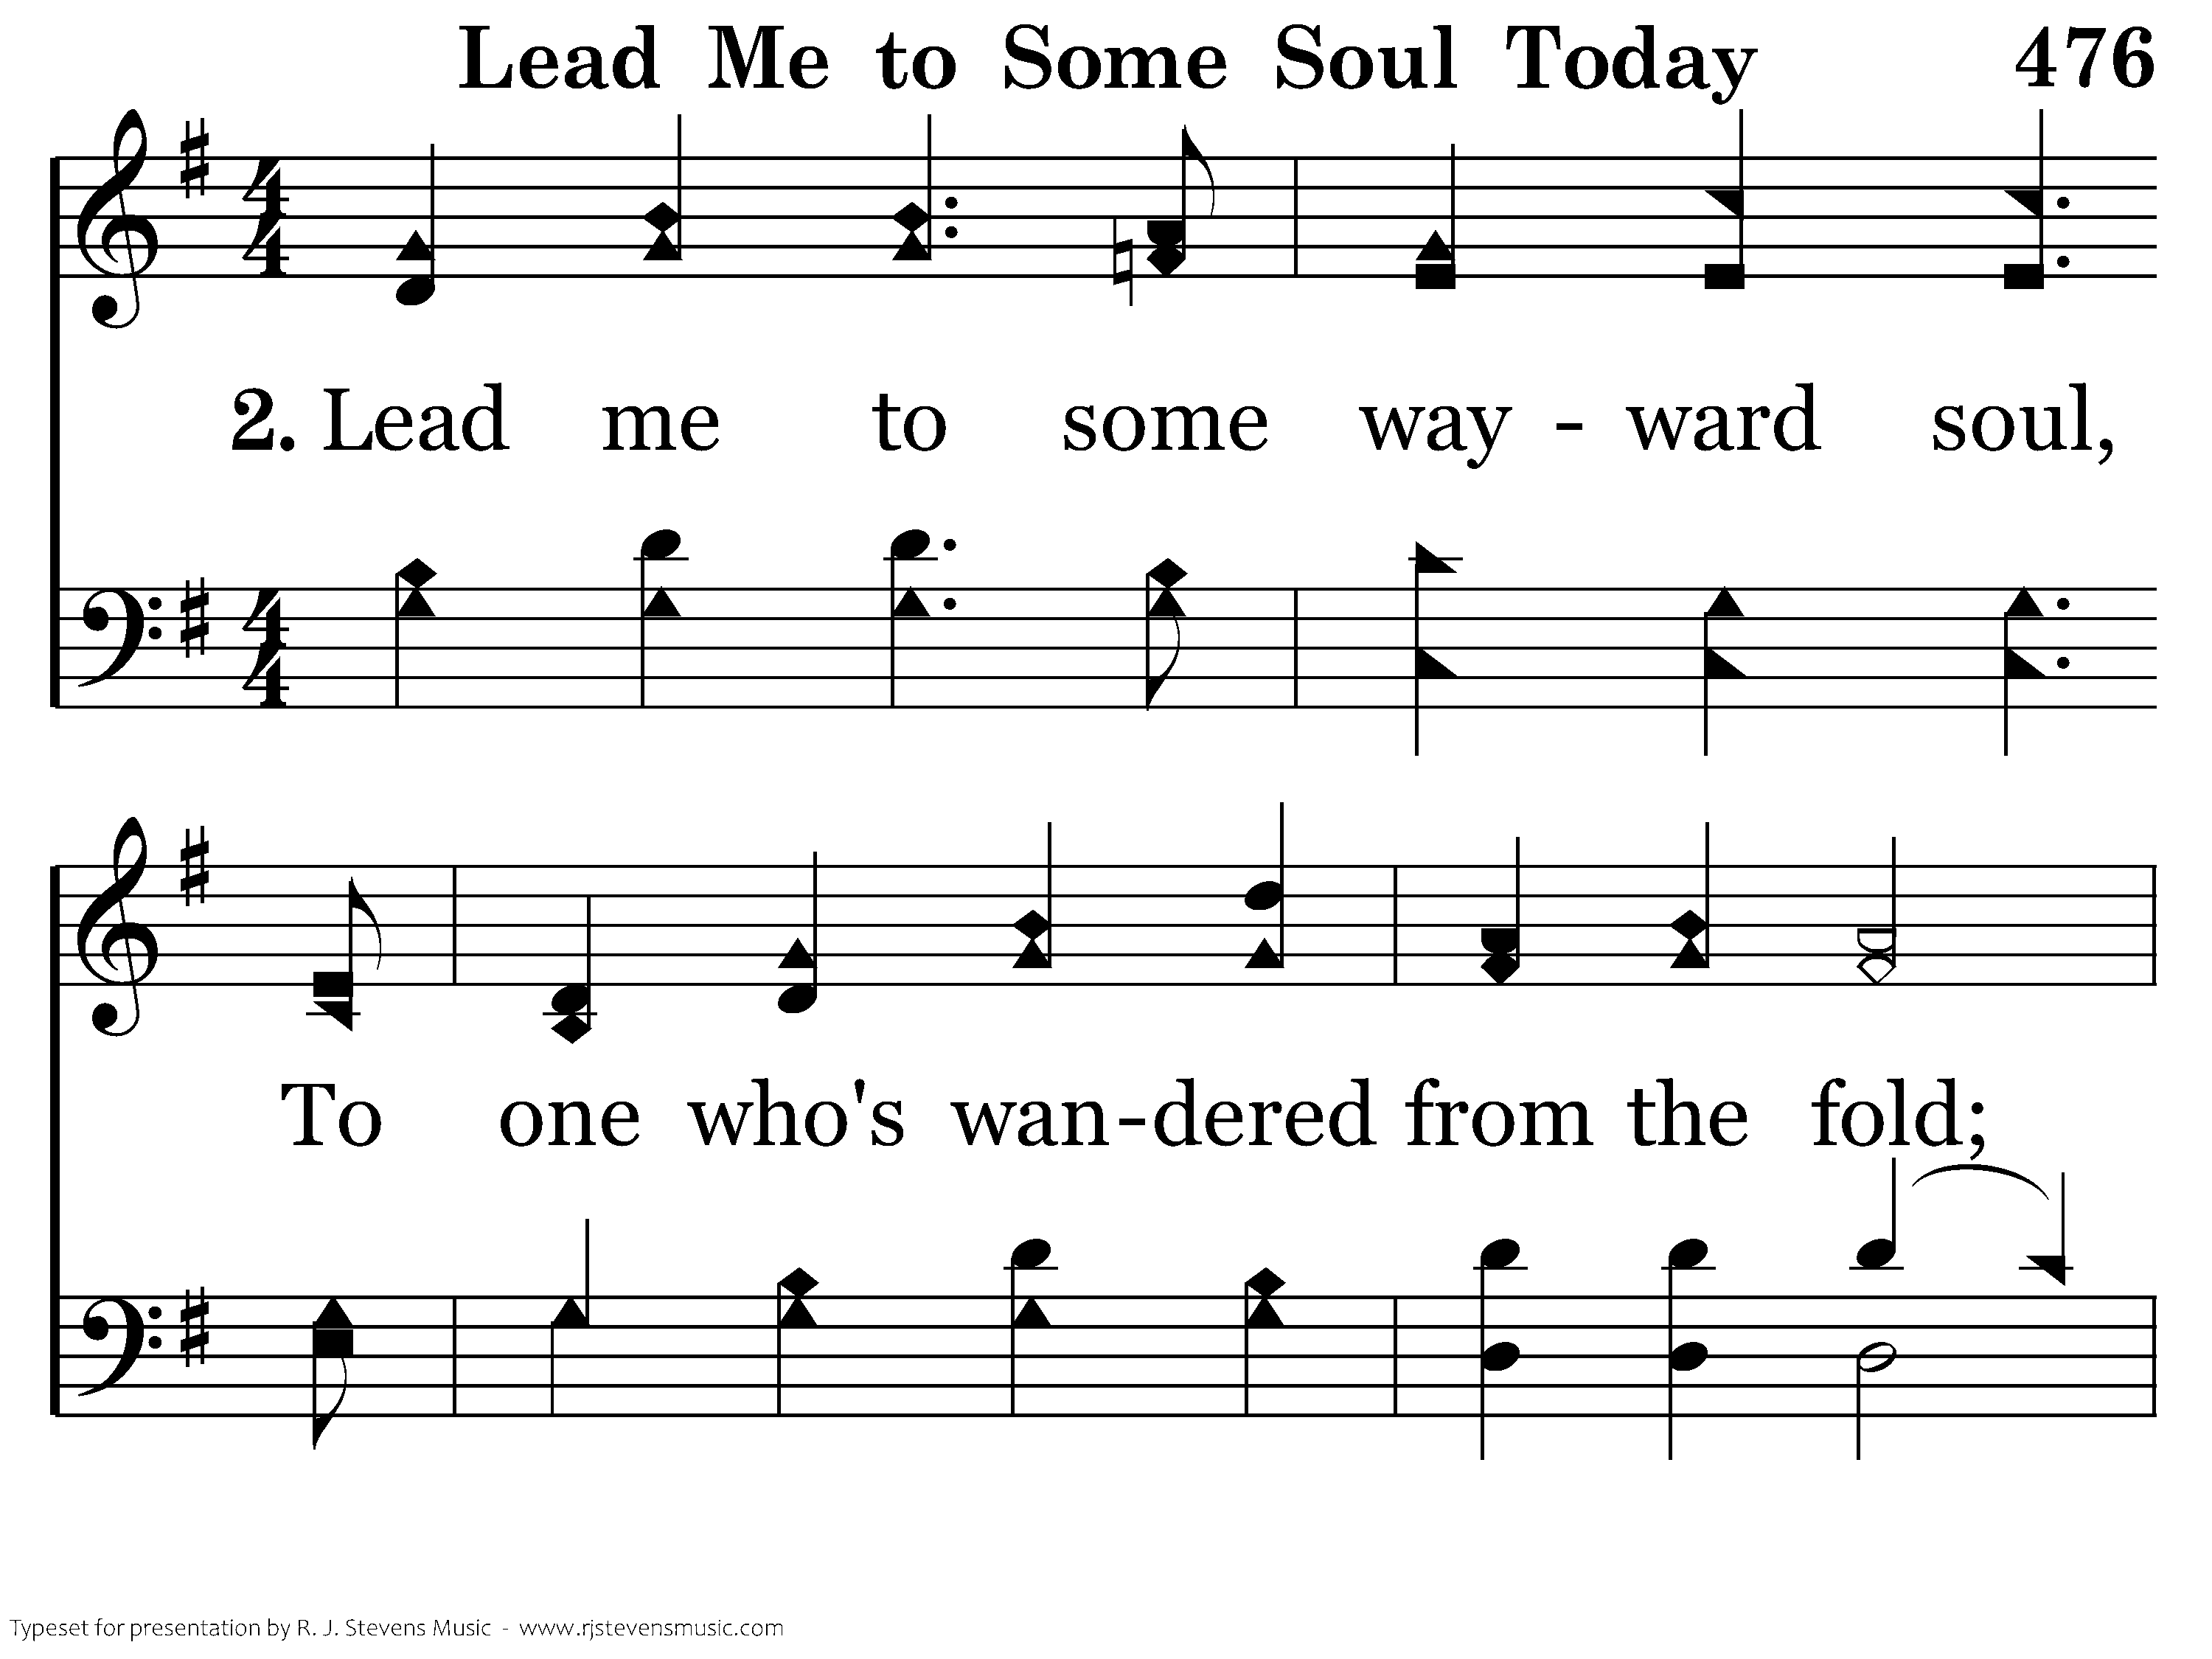 Lead Me to Some Soul Today 476
2. Lead me to some way - ward soul,
To one who's wan-dered from the fold;
Typeset for presentation by R. J. Stevens Music - www.rjstevensmusic.com